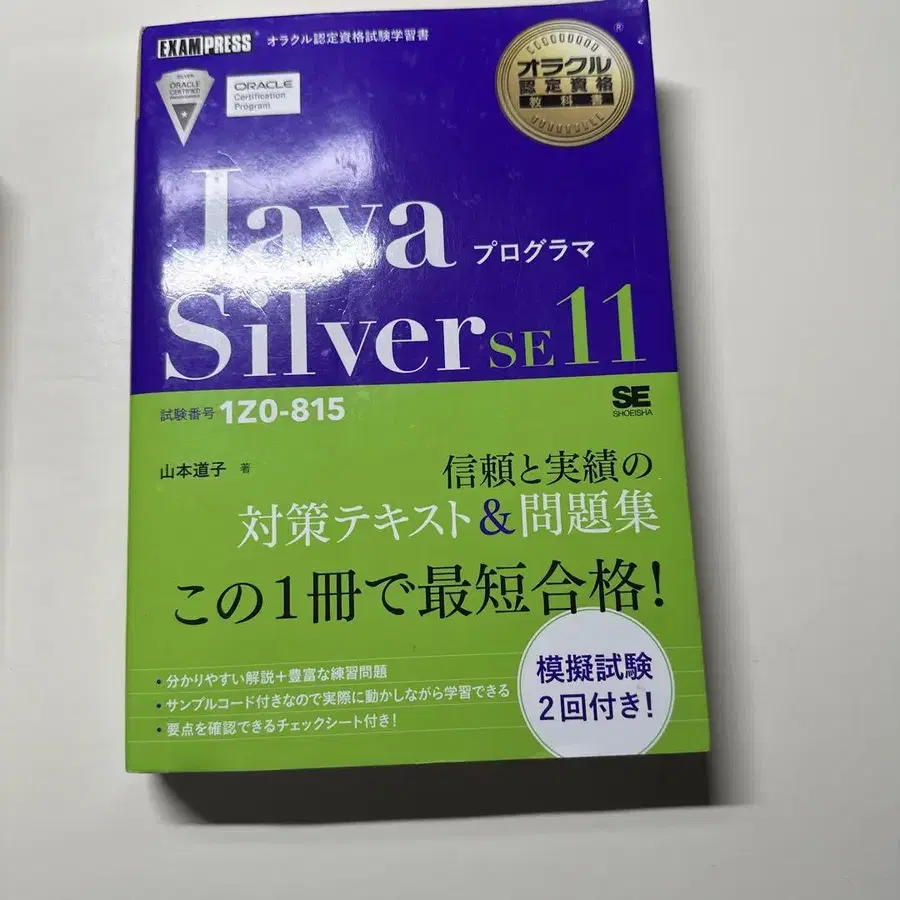 EXAMPRESS® オラクル認定資格試験学習書
SILVER
ORACLE
CERTIFIED
ORACLE
Certification
Program
®
オラクル
認定資格
教科書
Java プログラマ
Silver SE 11
試験番号 1Z0-815
SE
SHOEISHA
山本道子 著
信頼と実績の
対策テキスト&問題集
この1冊で最短合格!
・分かりやすい解説+豊富な練習問題
・サンプルコード付きなので実際に動かしながら学習できる
・要点を確認できるチェックシート付き!
模擬試験
2回付き!